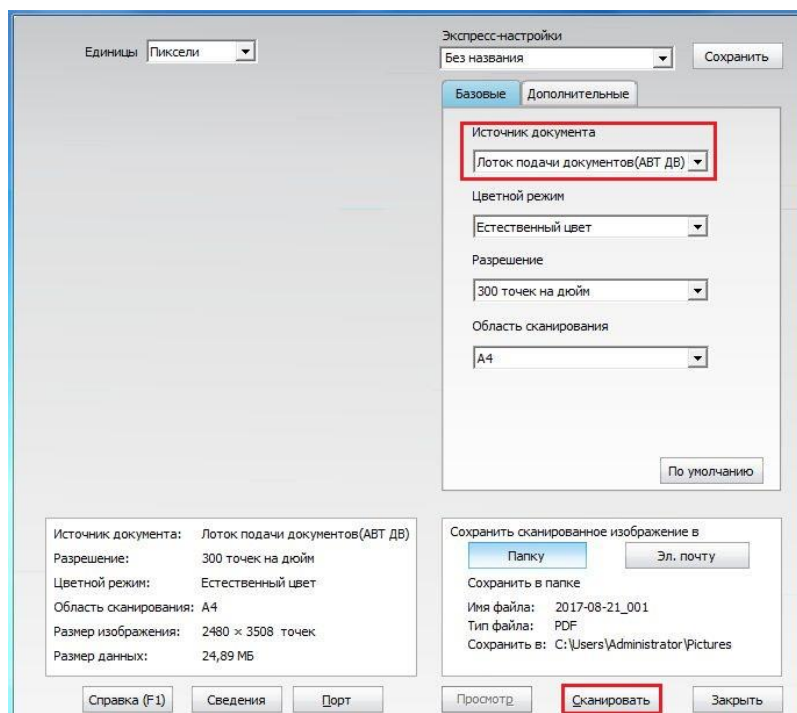 Единицы Пиксели
Экспресс-настройки
Без названия Сохранить
Базовые Дополнительные
Источник документа
Лоток подачи документов(АВТ ДВ)
Цветной режим
Естественный цвет
Разрешение
300 точек на дюйм
Область сканирования
A4
По умолчанию
Источник документа: Лоток подачи документов(АВТ ДВ)
Разрешение: 300 точек на дюйм
Цветной режим: Естественный цвет
Область сканирования: A4
Размер изображения: 2480 × 3508 точек
Размер данных: 24,89 МБ
Сохранить сканированное изображение в
Папку Эл. почту
Сохранить в папке
Имя файла: 2017-08-21_001
Тип файла: PDF
Сохранить в: C:\Users\Administrator\Pictures
Справка (F1) Сведения Порт Просмотр Сканировать Закрыть